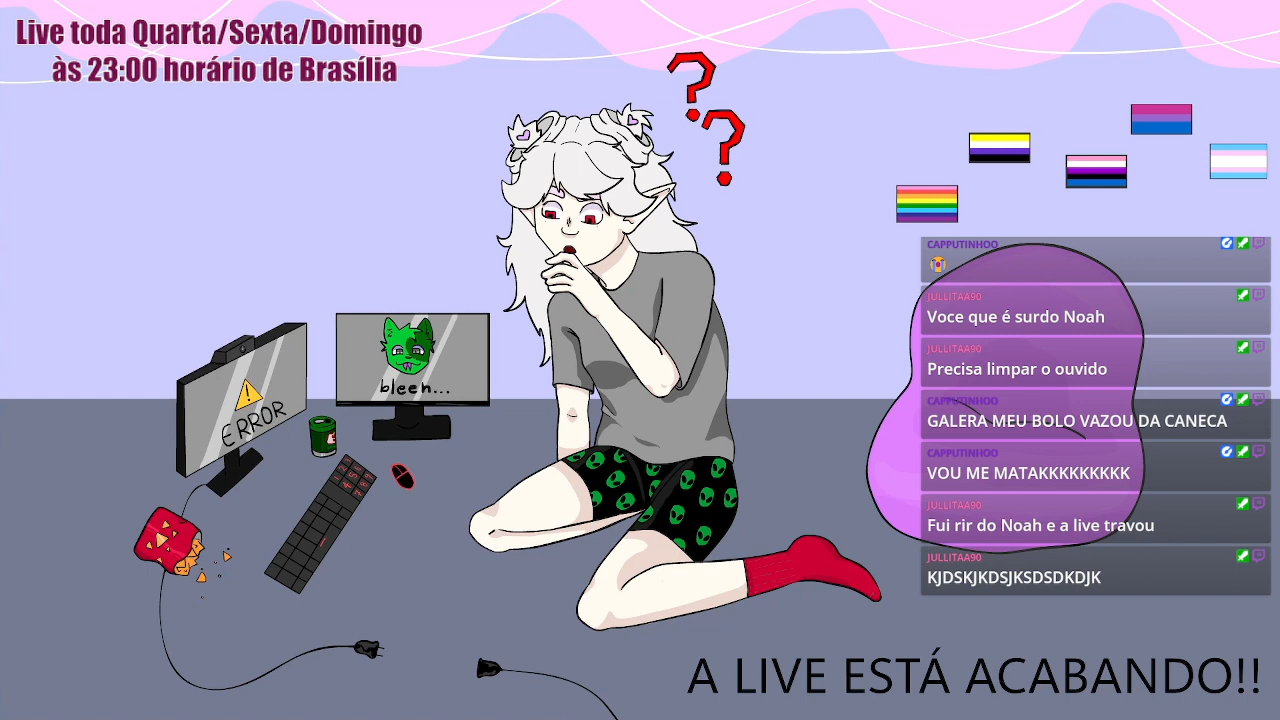 Live toda Quarta/Sexta/Domingo
às 23:00 horário de Brasília
??
ERROR
bleen...
CAPPUTINHOO
JULLITAA90
Voce que é surdo Noah
JULLITAA90
Precisa limpar o ouvido
CAPPUTINHOO
GALERA MEU BOLO VAZOU DA CANECA
CAPPUTINHOO
VOU ME MATAKKKKKKKKK
JULLITAA90
Fui rir do Noah e a live travou
JULLITAA90
KJDSKJKDSJKSDSDKDJK
A LIVE ESTÁ ACABANDO!!